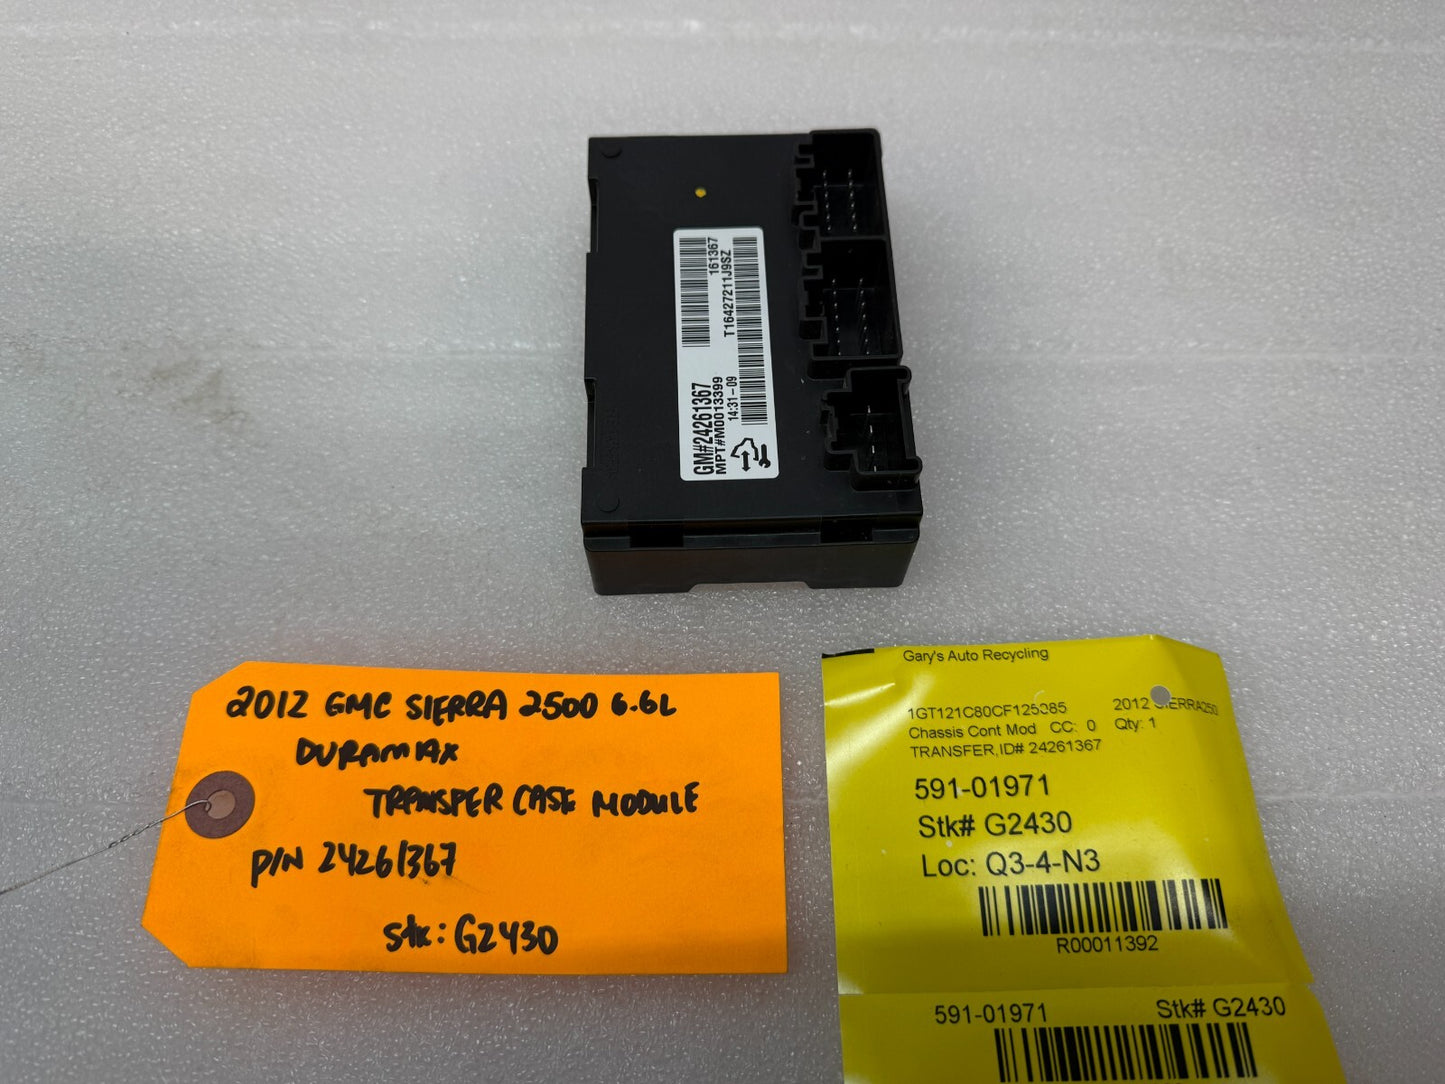 161367
T16427211J9SZ
GM#24261367
MPT#M0013399
14:31-09
2012 GMC SIERRA 2500 6.6L
DURAMAX
TRANSFER CASE MODULE
P/N 24261367
Stk: G2430
Gary's Auto Recycling
1GT121C80CF125385 2012
Chassis Cont Mod CC: 0 Qty: 1
TRANSFER,ID# 24261367
591-01971
Stk# G2430
Loc: Q3-4-N3
R00011392
591-01971 Stk# G2430